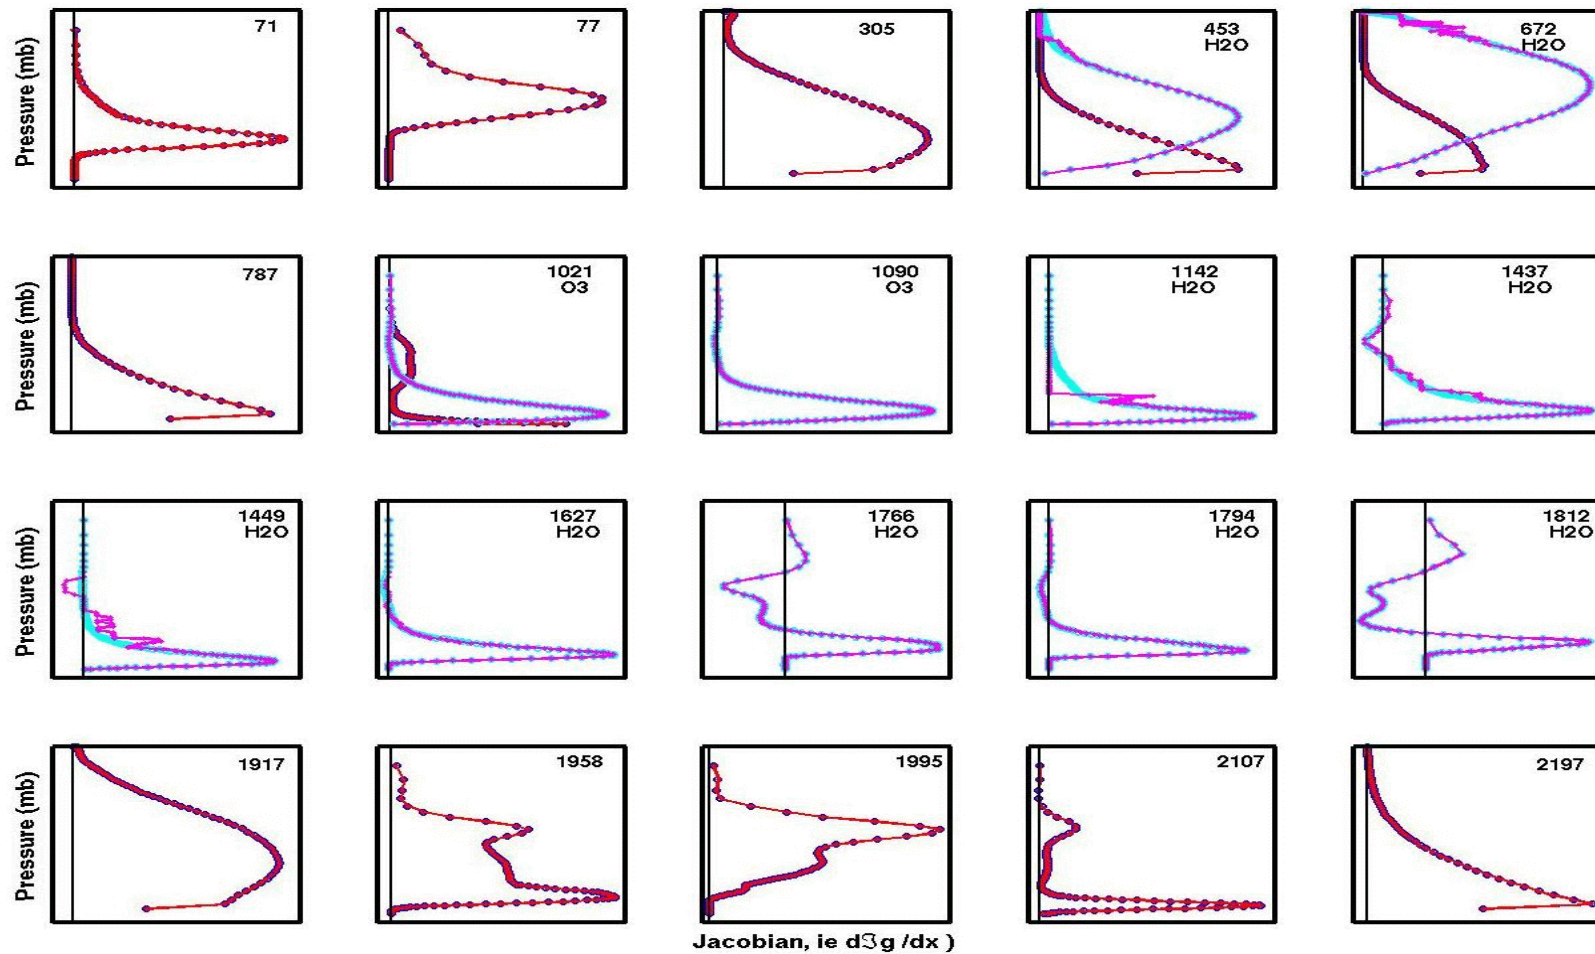 Pressure (mb)
71
77
305
453
H2O
672
H2O
Pressure (mb)
787
1021
O3
1090
O3
1142
H2O
1437
H2O
Pressure (mb)
1449
H2O
1627
H2O
1766
H2O
1794
H2O
1812
H2O
Pressure (mb)
1917
1958
1995
2107
2197
Jacobian, ie dℑg /dx )